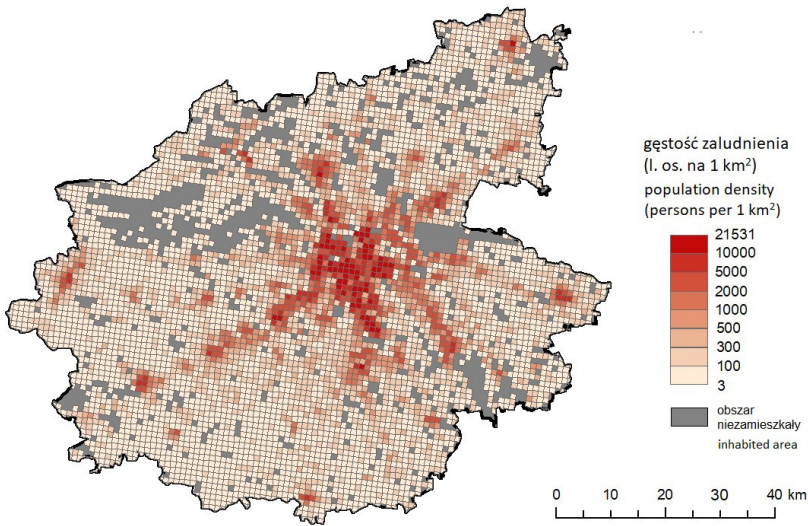 gęstość zaludnienia
(l. os. na 1 km²)
population density
(persons per 1 km²)
21531
10000
5000
2000
1000
500
300
100
3
obszar
niezamieszkały
inhabited area
0 10 20 30 40 km